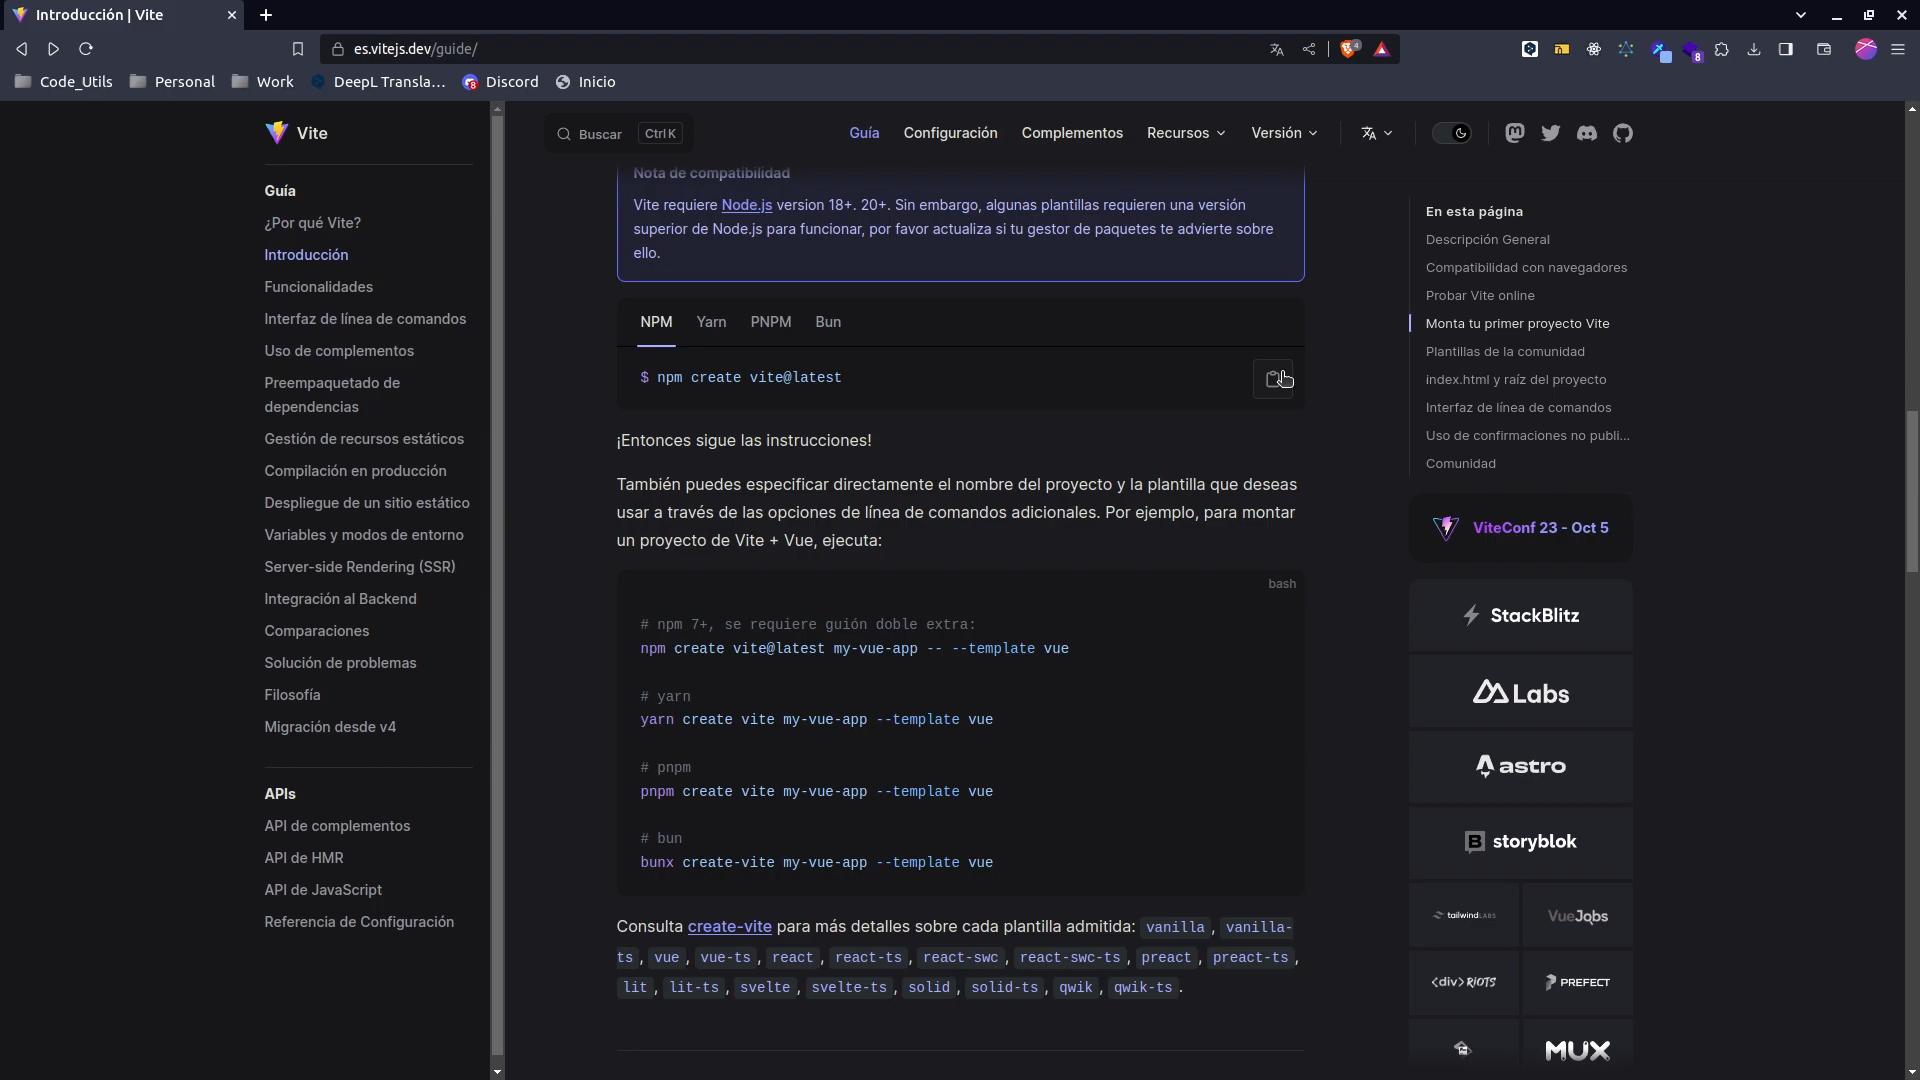 Introducción | Vite
es.vitejs.dev/guide/
4
8
Code_Utils
Personal
Work
DeepL Transla...
8
Discord
Inicio
Vite
Guía
¿Por qué Vite?
Introducción
Funcionalidades
Interfaz de línea de comandos
Uso de complementos
Preempaquetado de
dependencias
Gestión de recursos estáticos
Compilación en producción
Despliegue de un sitio estático
Variables y modos de entorno
Server-side Rendering (SSR)
Integración al Backend
Comparaciones
Solución de problemas
Filosofía
Migración desde v4
APIs
API de complementos
API de HMR
API de JavaScript
Referencia de Configuración
Buscar
Ctrl K
Guía
Configuración
Complementos
Recursos
Versión
Nota de compatibilidad
Vite requiere Node.js version 18+. 20+. Sin embargo, algunas plantillas requieren una versión
superior de Node.js para funcionar, por favor actualiza si tu gestor de paquetes te advierte sobre
ello.
NPM
Yarn
PNPM
Bun
$ npm create vite@latest
¡Entonces sigue las instrucciones!
También puedes especificar directamente el nombre del proyecto y la plantilla que deseas
usar a través de las opciones de línea de comandos adicionales. Por ejemplo, para montar
un proyecto de Vite + Vue, ejecuta:
bash
# npm 7+, se requiere guión doble extra:
npm create vite@latest my-vue-app -- --template vue
# yarn
yarn create vite my-vue-app --template vue
# pnpm
pnpm create vite my-vue-app --template vue
# bun
bunx create-vite my-vue-app --template vue
Consulta create-vite para más detalles sobre cada plantilla admitida: vanilla, vanilla-
ts, vue, vue-ts, react, react-ts, react-swc, react-swc-ts, preact, preact-ts,
lit, lit-ts, svelte, svelte-ts, solid, solid-ts, qwik, qwik-ts.
En esta página
Descripción General
Compatibilidad con navegadores
Probar Vite online
Monta tu primer proyecto Vite
Plantillas de la comunidad
index.html y raíz del proyecto
Interfaz de línea de comandos
Uso de confirmaciones no publi...
Comunidad
ViteConf 23 - Oct 5
StackBlitz
Labs
astro
storyblok
tailwind LABS
VueJobs
<div>RIOTS
PREFECT
MUX